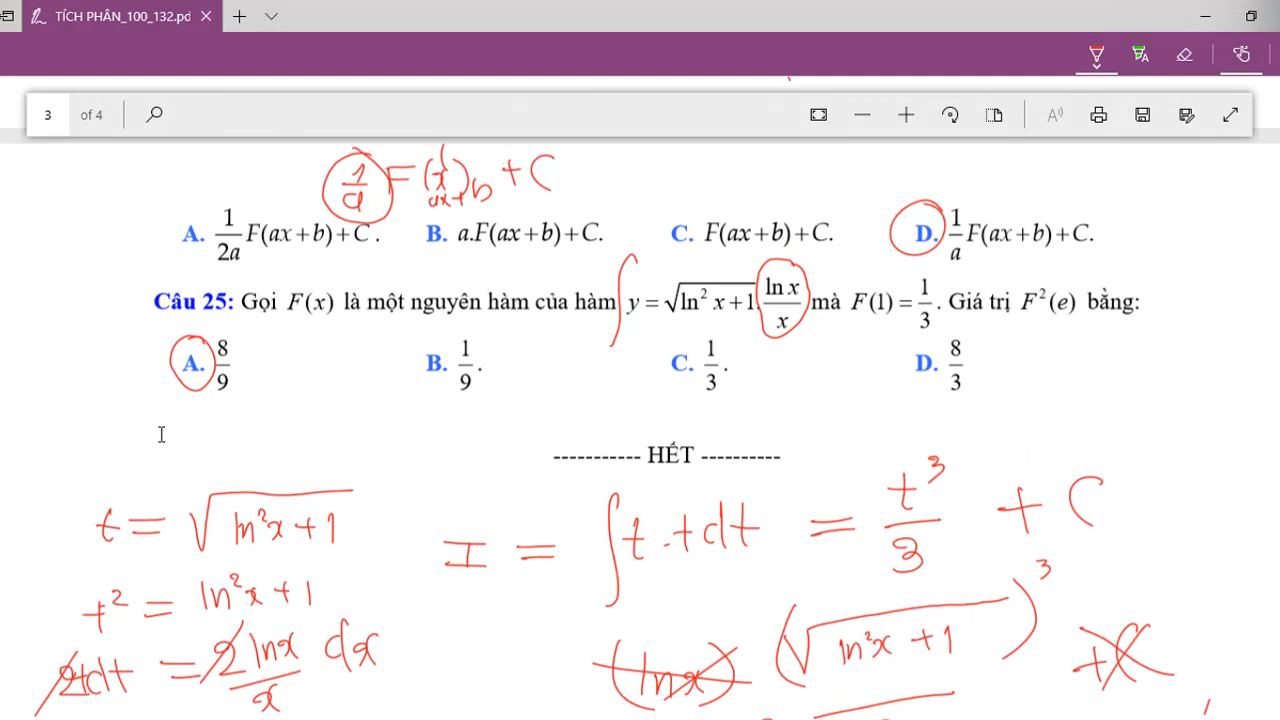 TÍCH PHÂN_100_132.pd
3 of 4
1/a F(x) + C
ax+b
A. 1/2a F(ax+b)+C. B. a.F(ax+b)+C. C. F(ax+b)+C. D. 1/a F(ax+b)+C.
Câu 25: Gọi F(x) là một nguyên hàm của hàm ∫ y = √(ln² x +1). ln x/x mà F(1) = 1/3. Giá trị F²(e) bằng:
A. 8/9 B. 1/9. C. 1/3. D. 8/3
----------- HẾT ----------
t = √(ln²x + 1)
I = ∫ t . t dt = t³/3 + C
t² = ln²x + 1
2t dt = 2 lnx/x dx
(ln x) (√(ln²x + 1))³ + C